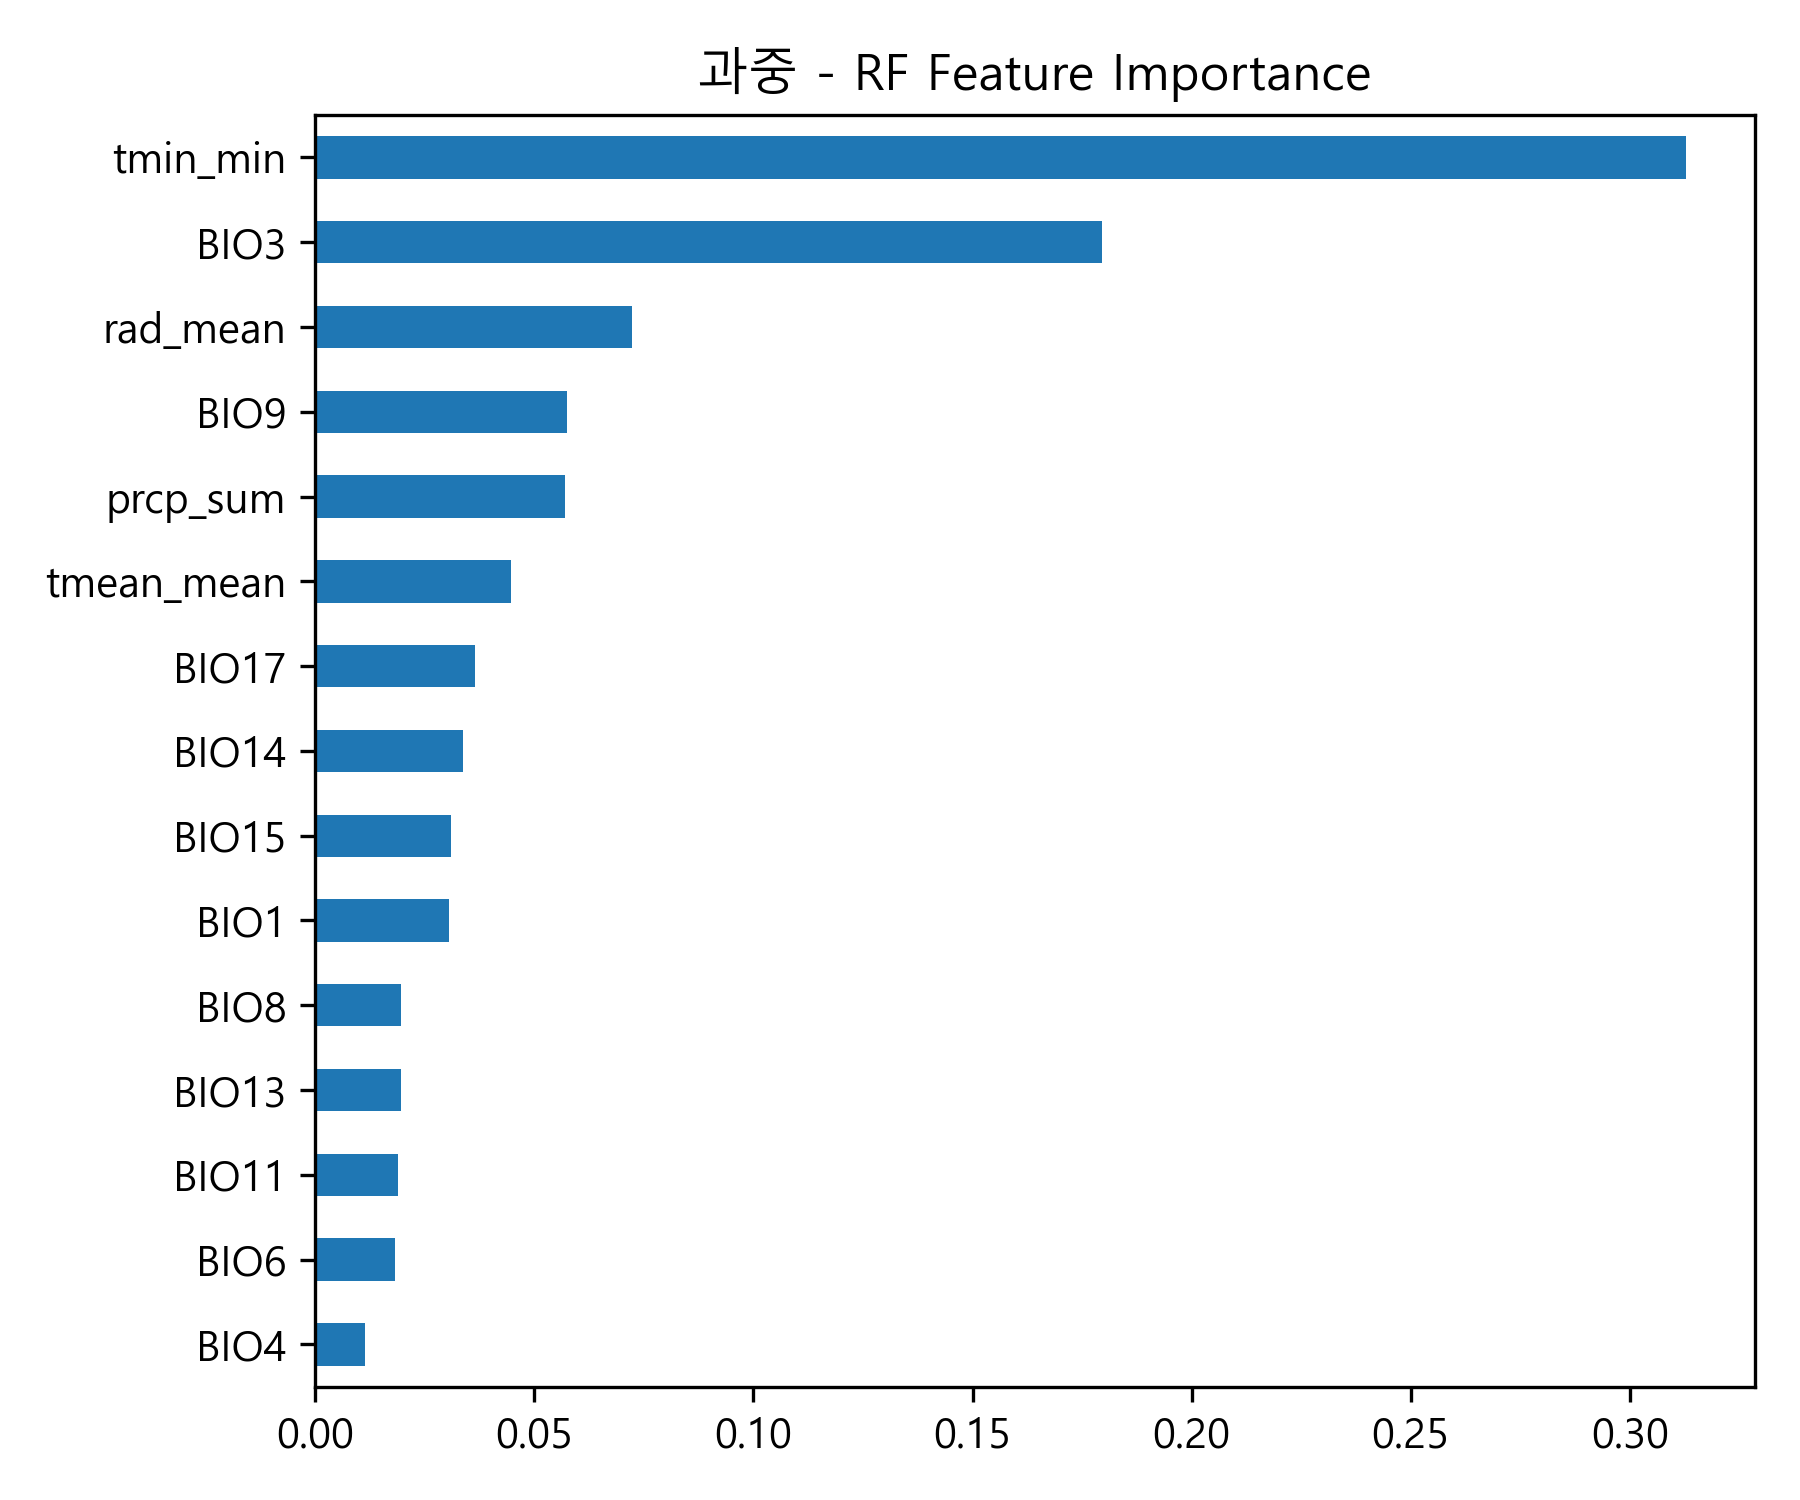 과중 - RF Feature Importance
tmin_min
BIO3
rad_mean
BIO9
prcp_sum
tmean_mean
BIO17
BIO14
BIO15
BIO1
BIO8
BIO13
BIO11
BIO6
BIO4
0.00 0.05 0.10 0.15 0.20 0.25 0.30